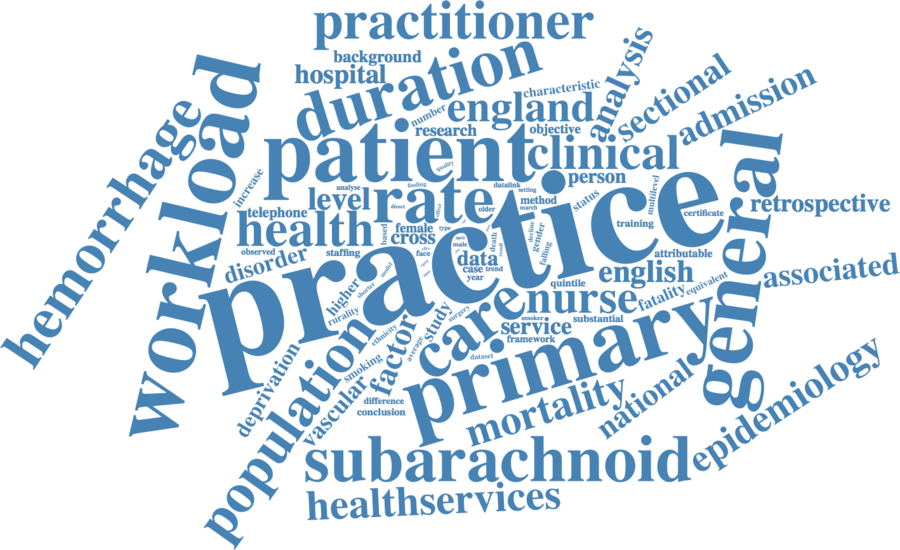 practitioner
background
hospital
duration
characteristic
number
england
analysis
sectional
admission
research
objective
hemorrhage
workload
patient
clinical
quality
person
general
increase
analyse
finding
datalink
setting
level
rate
direct
older
method
march
status
multilevel
retrospective
telephone
health
female
cross
effect
type
training
certificate
practice
observed
staffing
based
face
male
death
result
decline
gender
falling
attributable
disorder
data
case
trend
year
english
associated
higher
shorter
model
rurality
quintile
fatality
equivalent
care
nurse
ethnicity
study
surgery
smoker
substantial
service
framework
population
factor
average
primary
deprivation
smoking
dataset
vascular
difference
conclusion
mortality
national
epidemiology
subarachnoid
healthservices